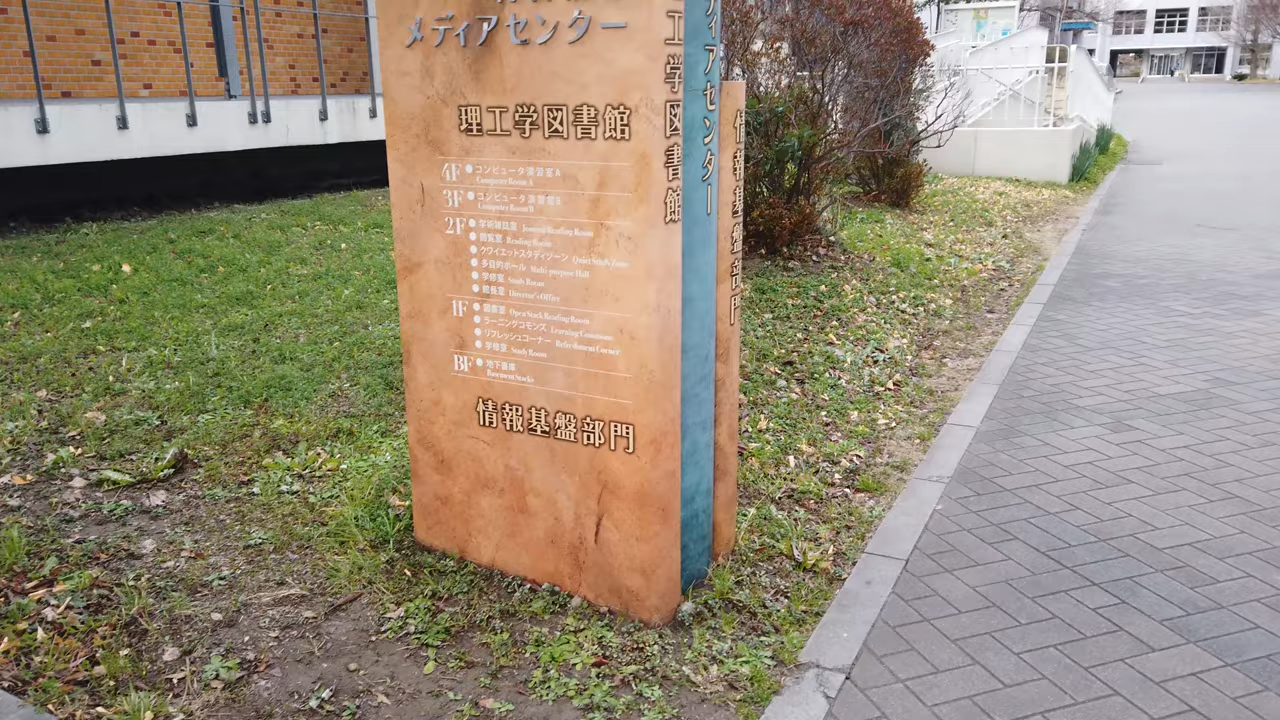 メディアセンター
理工学図書館
4F ●コンピュータ演習室A
Computer Room A
3F ●コンピュータ演習室B
Computer Room B
2F ●学術雑誌室 Journal Reading Room
●閲覧室 Reading Room
●クワイエットスタディゾーン Quiet Study Zone
●多目的ホール Multi-purpose Hall
●学修室 Study Room
●館長室 Director's Office
1F ●図書室 Open Stack Reading Room
●ラーニングコモンズ Learning Commons
●リフレッシュコーナー Refreshment Corner
●学修室 Study Room
BF ●地下書庫
Basement Stacks
情報基盤部門
工学図書館
ディアセンター
情報基盤部門